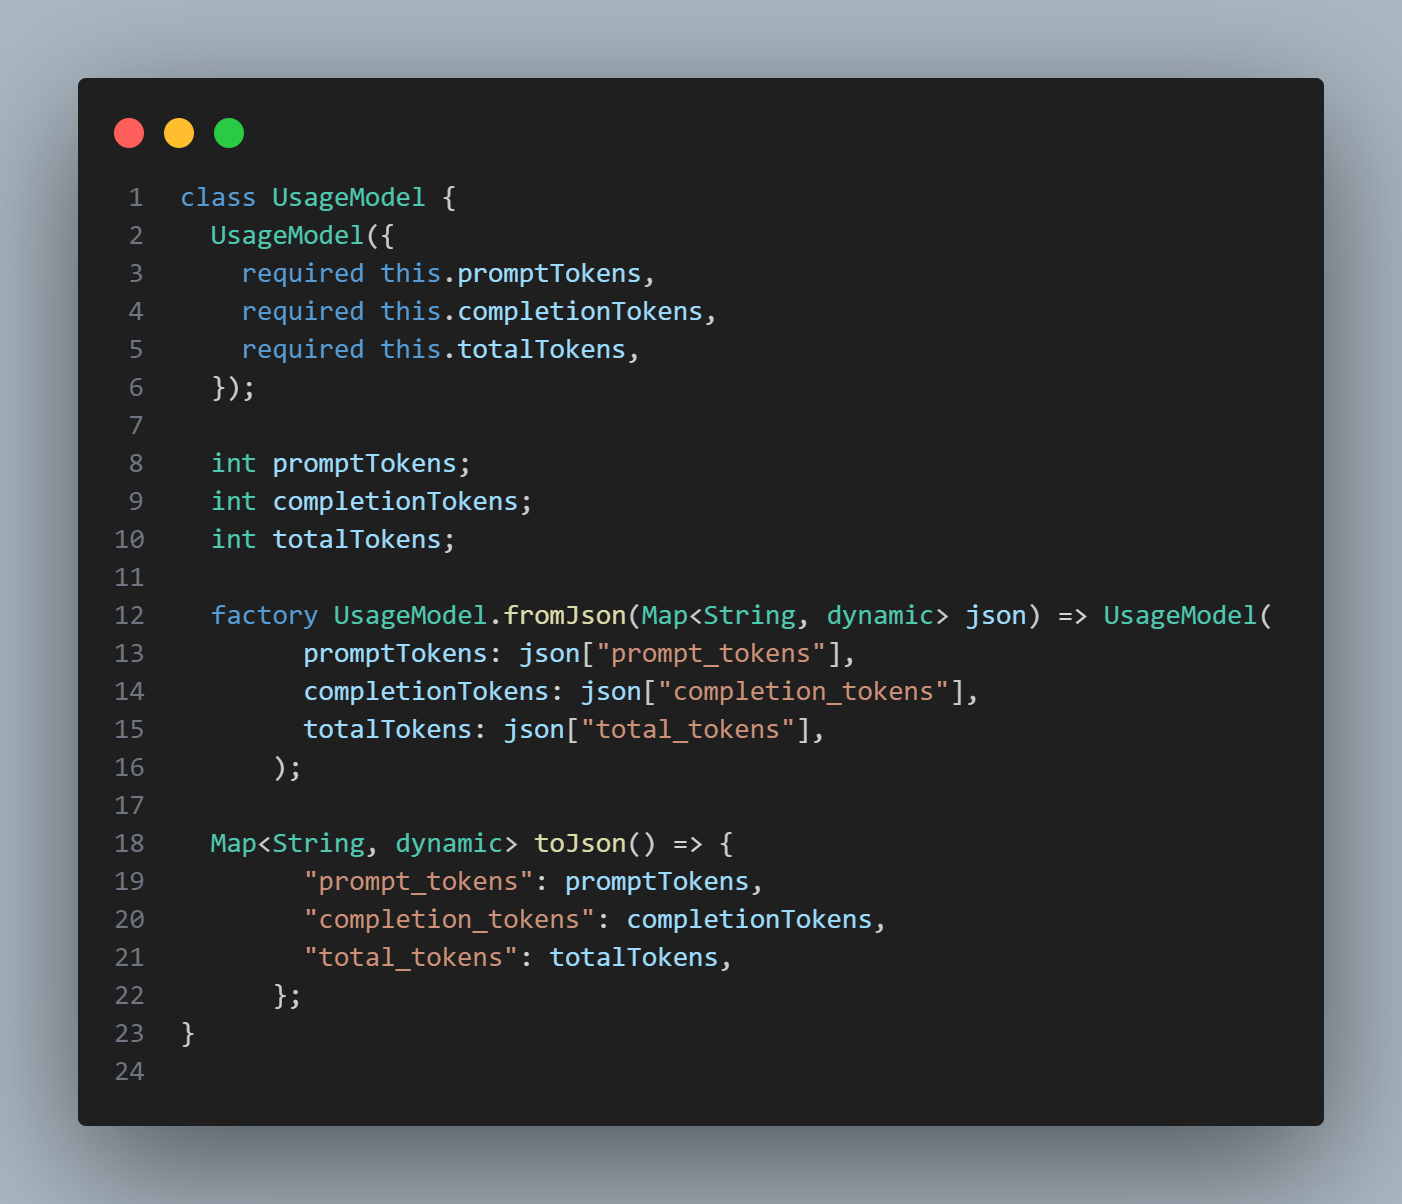 1 class UsageModel {
2   UsageModel({
3     required this.promptTokens,
4     required this.completionTokens,
5     required this.totalTokens,
6   });
7
8   int promptTokens;
9   int completionTokens;
10   int totalTokens;
11
12   factory UsageModel.fromJson(Map<String, dynamic> json) => UsageModel(
13         promptTokens: json["prompt_tokens"],
14         completionTokens: json["completion_tokens"],
15         totalTokens: json["total_tokens"],
16       );
17
18   Map<String, dynamic> toJson() => {
19         "prompt_tokens": promptTokens,
20         "completion_tokens": completionTokens,
21         "total_tokens": totalTokens,
22       };
23 }
24